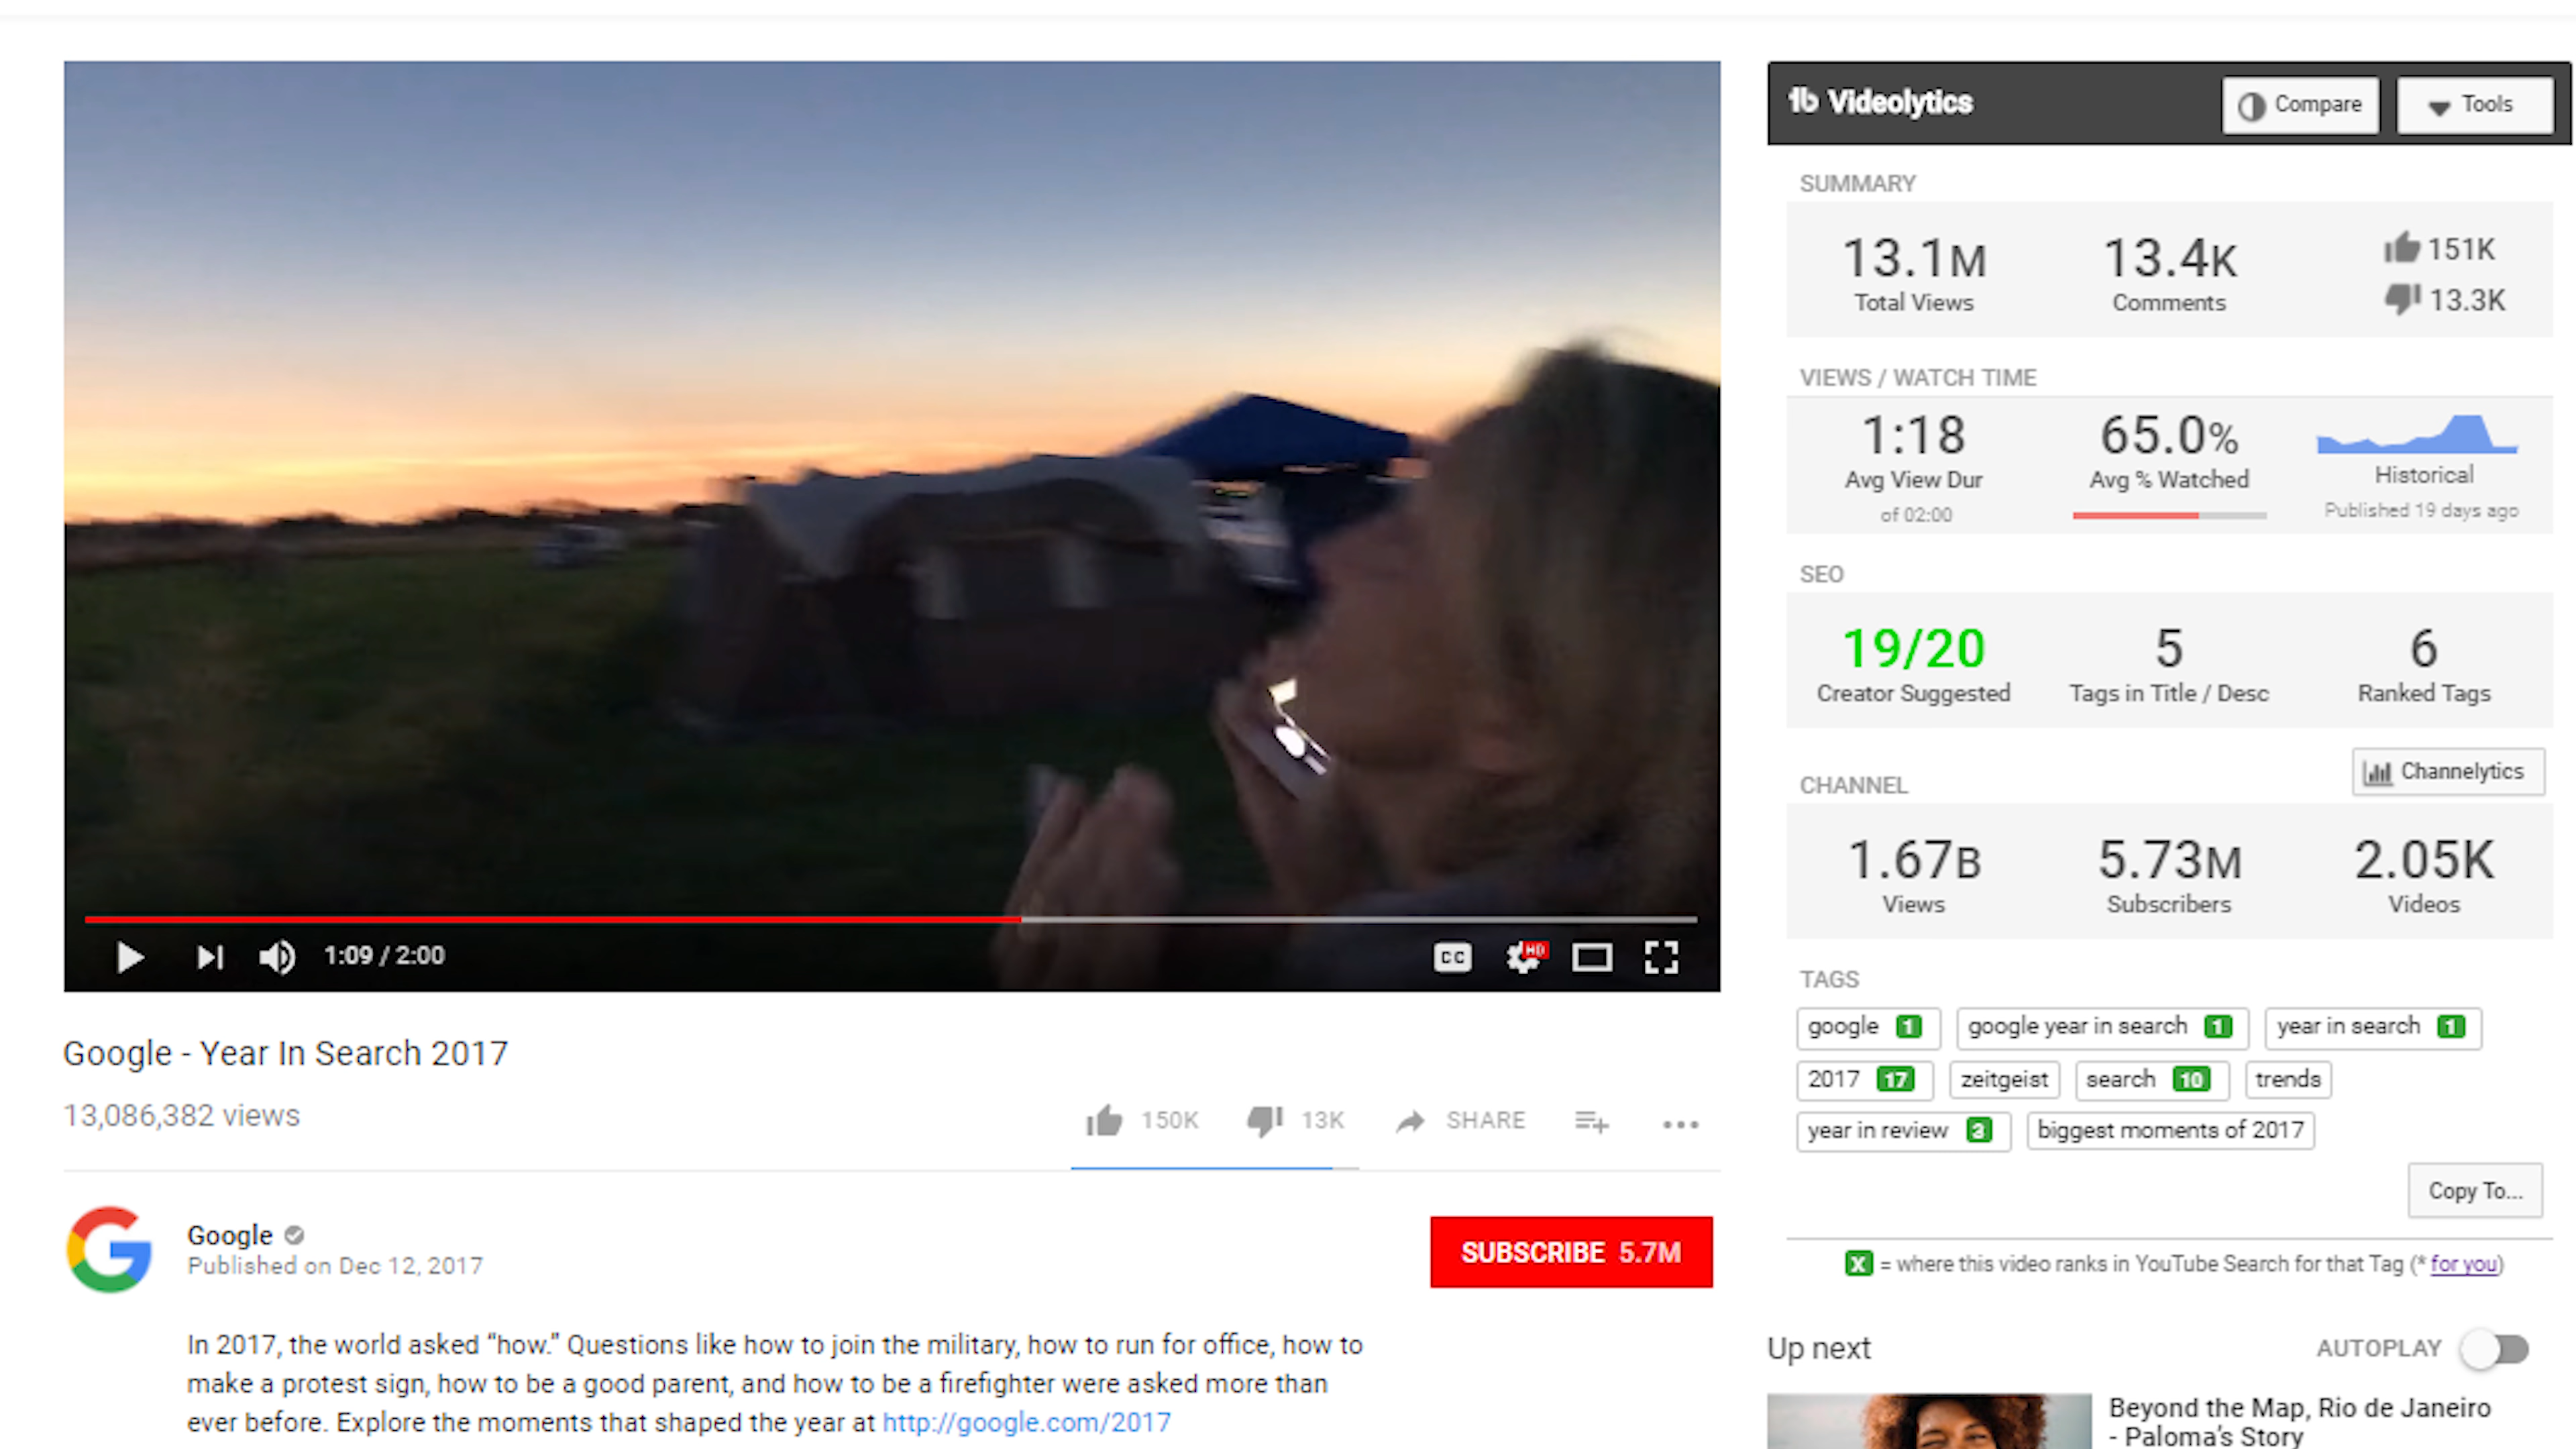 1:09 / 2:00
CC
HD
Google - Year In Search 2017
13,086,382 views
150K
13K
SHARE
Google
Published on Dec 12, 2017
SUBSCRIBE 5.7M
In 2017, the world asked “how.” Questions like how to join the military, how to run for office, how to
make a protest sign, how to be a good parent, and how to be a firefighter were asked more than
ever before. Explore the moments that shaped the year at http://google.com/2017
tb Videolytics
Compare
Tools
SUMMARY
13.1M 13.4K 151K
Total Views Comments 13.3K
VIEWS / WATCH TIME
1:18 65.0%
Avg View Dur Avg % Watched Historical
of 02:00 Published 19 days ago
SEO
19/20 5 6
Creator Suggested Tags in Title / Desc Ranked Tags
CHANNEL
Channelytics
1.67B 5.73M 2.05K
Views Subscribers Videos
TAGS
google 1 google year in search 1 year in search 1
2017 17 zeitgeist search 10 trends
year in review 3 biggest moments of 2017
Copy To...
X = where this video ranks in YouTube Search for that Tag (* for you)
Up next AUTOPLAY
Beyond the Map, Rio de Janeiro
- Paloma's Story